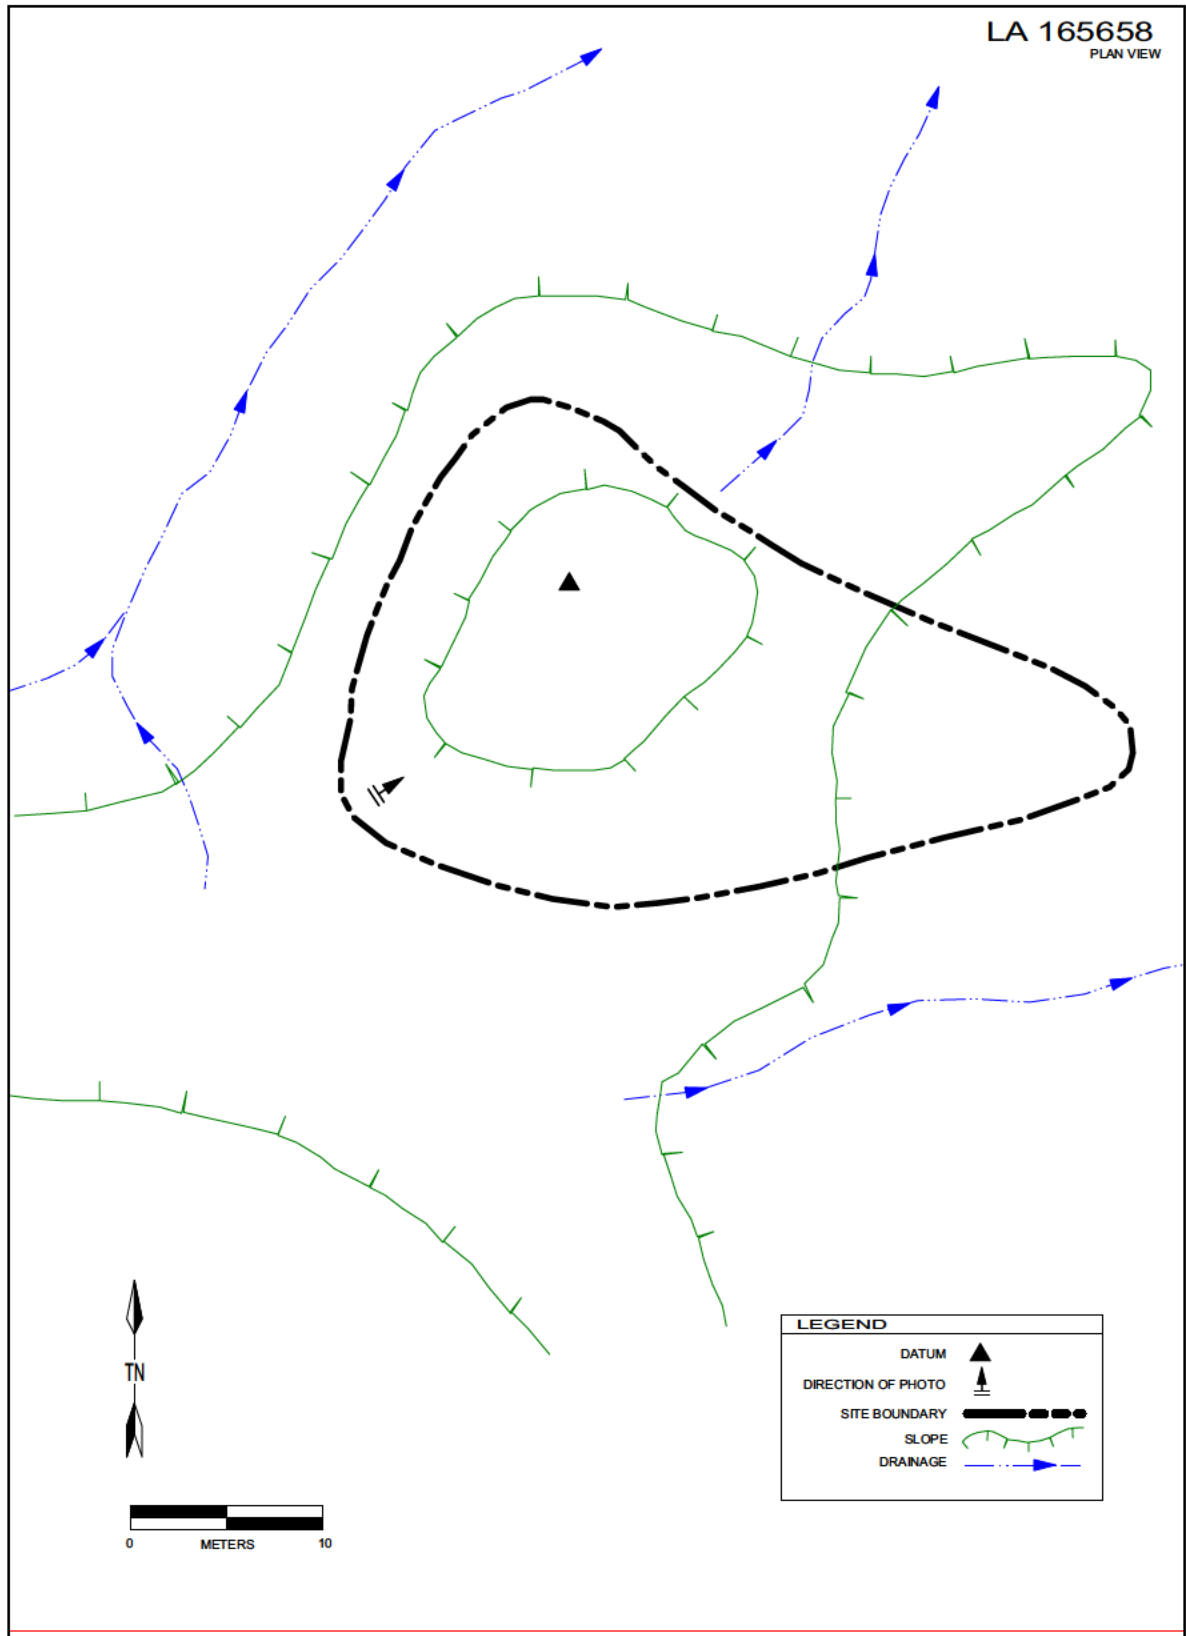 LA 165658
PLAN VIEW
TN
0 METERS 10
LEGEND
DATUM
DIRECTION OF PHOTO
SITE BOUNDARY
SLOPE
DRAINAGE